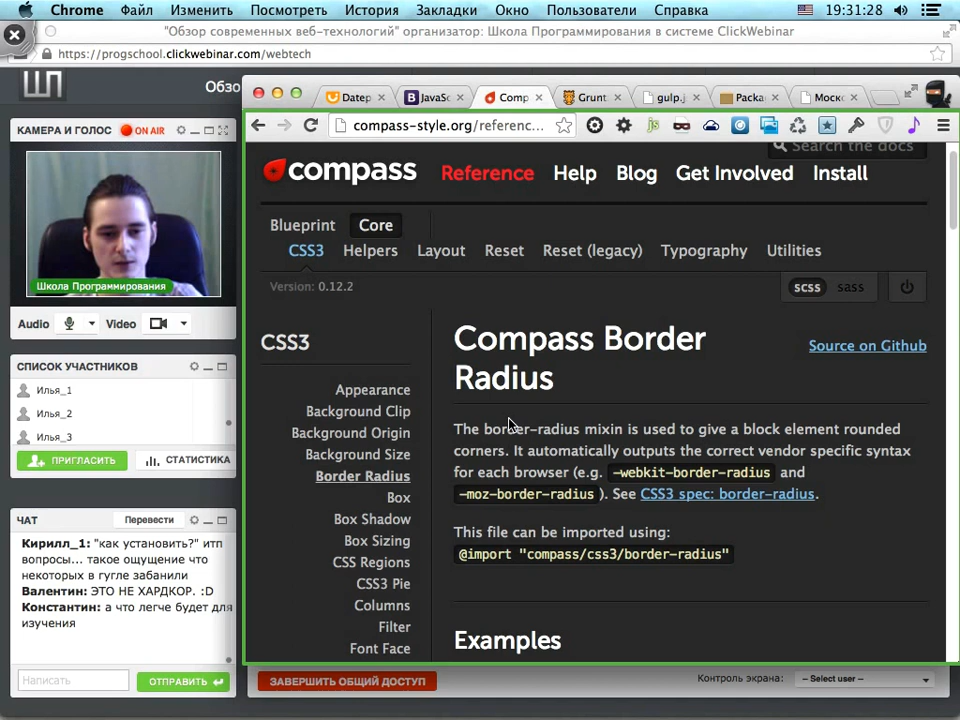 Chrome Файл Изменить Посмотреть История Закладки Окно Пользователи Справка 19:31:28
"Обзор современных веб-технологий" организатор: Школа Программирования в системе ClickWebinar
https://progschool.clickwebinar.com/webtech
ШП Обзо
Datep JavaSc Comp Grunt gulp.j Packa Моск
compass-style.org/referenc...
js
КАМЕРА И ГОЛОС ON AIR
Школа Программирования
Audio Video
СПИСОК УЧАСТНИКОВ
Илья_1
Илья_2
Илья_3
ПРИГЛАСИТЬ СТАТИСТИКА
ЧАТ Перевести
Кирилл_1: "как установить?" итп
вопросы... такое ощущение что
некоторых в гугле забанили
Валентин: ЭТО НЕ ХАРДКОР. :D
Константин: а что легче будет для
изучения
Написать ОТПРАВИТЬ
Search the docs
compass Reference Help Blog Get Involved Install
Blueprint Core
CSS3 Helpers Layout Reset Reset (legacy) Typography Utilities
Version: 0.12.2 scss sass
CSS3
Appearance
Background Clip
Background Origin
Background Size
Border Radius
Box
Box Shadow
Box Sizing
CSS Regions
CSS3 Pie
Columns
Filter
Font Face
Compass Border
Radius
Source on Github
The border-radius mixin is used to give a block element rounded
corners. It automatically outputs the correct vendor specific syntax
for each browser (e.g. -webkit-border-radius and
-moz-border-radius ). See CSS3 spec: border-radius.
This file can be imported using:
@import "compass/css3/border-radius"
Examples
ЗАВЕРШИТЬ ОБЩИЙ ДОСТУП Контроль экрана: -- Select user --